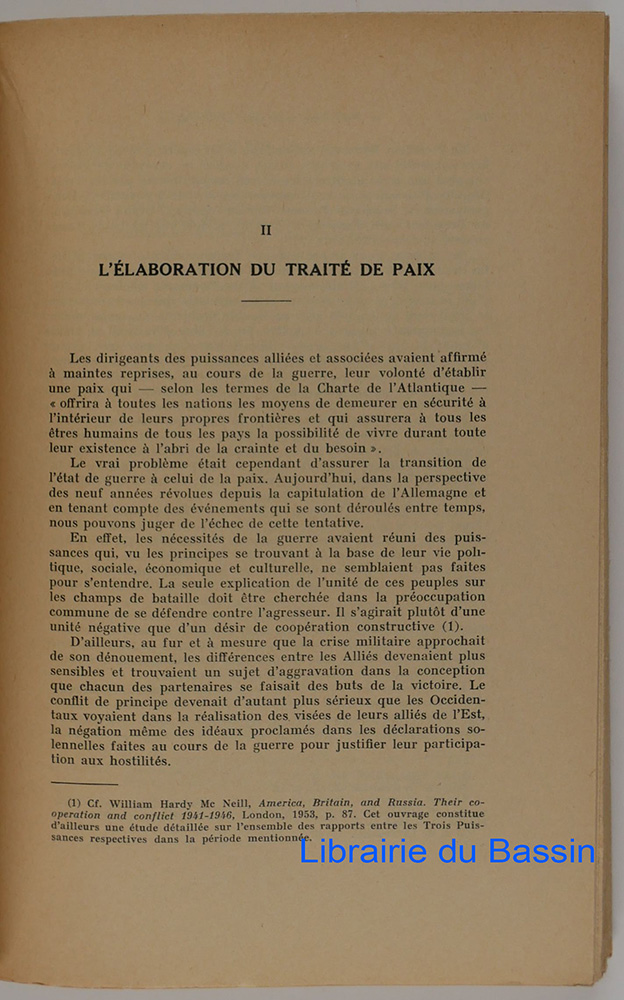 II
L'ÉLABORATION DU TRAITÉ DE PAIX
Les dirigeants des puissances alliées et associées avaient affirmé
à maintes reprises, au cours de la guerre, leur volonté d'établir
une paix qui — selon les termes de la Charte de l'Atlantique —
« offrira à toutes les nations les moyens de demeurer en sécurité à
l'intérieur de leurs propres frontières et qui assurera à tous les
êtres humains de tous les pays la possibilité de vivre durant toute
leur existence à l'abri de la crainte et du besoin ».
Le vrai problème était cependant d'assurer la transition de
l'état de guerre à celui de la paix. Aujourd'hui, dans la perspective
des neuf années révolues depuis la capitulation de l'Allemagne et
en tenant compte des événements qui se sont déroulés entre temps,
nous pouvons juger de l'échec de cette tentative.
En effet, les nécessités de la guerre avaient réuni des puis-
sances qui, vu les principes se trouvant à la base de leur vie poli-
tique, sociale, économique et culturelle, ne semblaient pas faites
pour s'entendre. La seule explication de l'unité de ces peuples sur
les champs de bataille doit être cherchée dans la préoccupation
commune de se défendre contre l'agresseur. Il s'agirait plutôt d'une
unité négative que d'un désir de coopération constructive (1).
D'ailleurs, au fur et à mesure que la crise militaire approchait
de son dénouement, les différences entre les Alliés devenaient plus
sensibles et trouvaient un sujet d'aggravation dans la conception
que chacun des partenaires se faisait des buts de la victoire. Le
conflit de principe devenait d'autant plus sérieux que les Occiden-
taux voyaient dans la réalisation des visées de leurs alliés de l'Est,
la négation même des idéaux proclamés dans les déclarations so-
lennelles faites au cours de la guerre pour justifier leur participa-
tion aux hostilités.
(1) Cf. William Hardy Mc Neill, America, Britain, and Russia. Their co-
operation and conflict 1941-1946, London, 1953, p. 87. Cet ouvrage constitue
d'ailleurs une étude détaillée sur l'ensemble des rapports entre les Trois Puis-
sances respectives dans la période mentionnée.
Librairie du Bassin